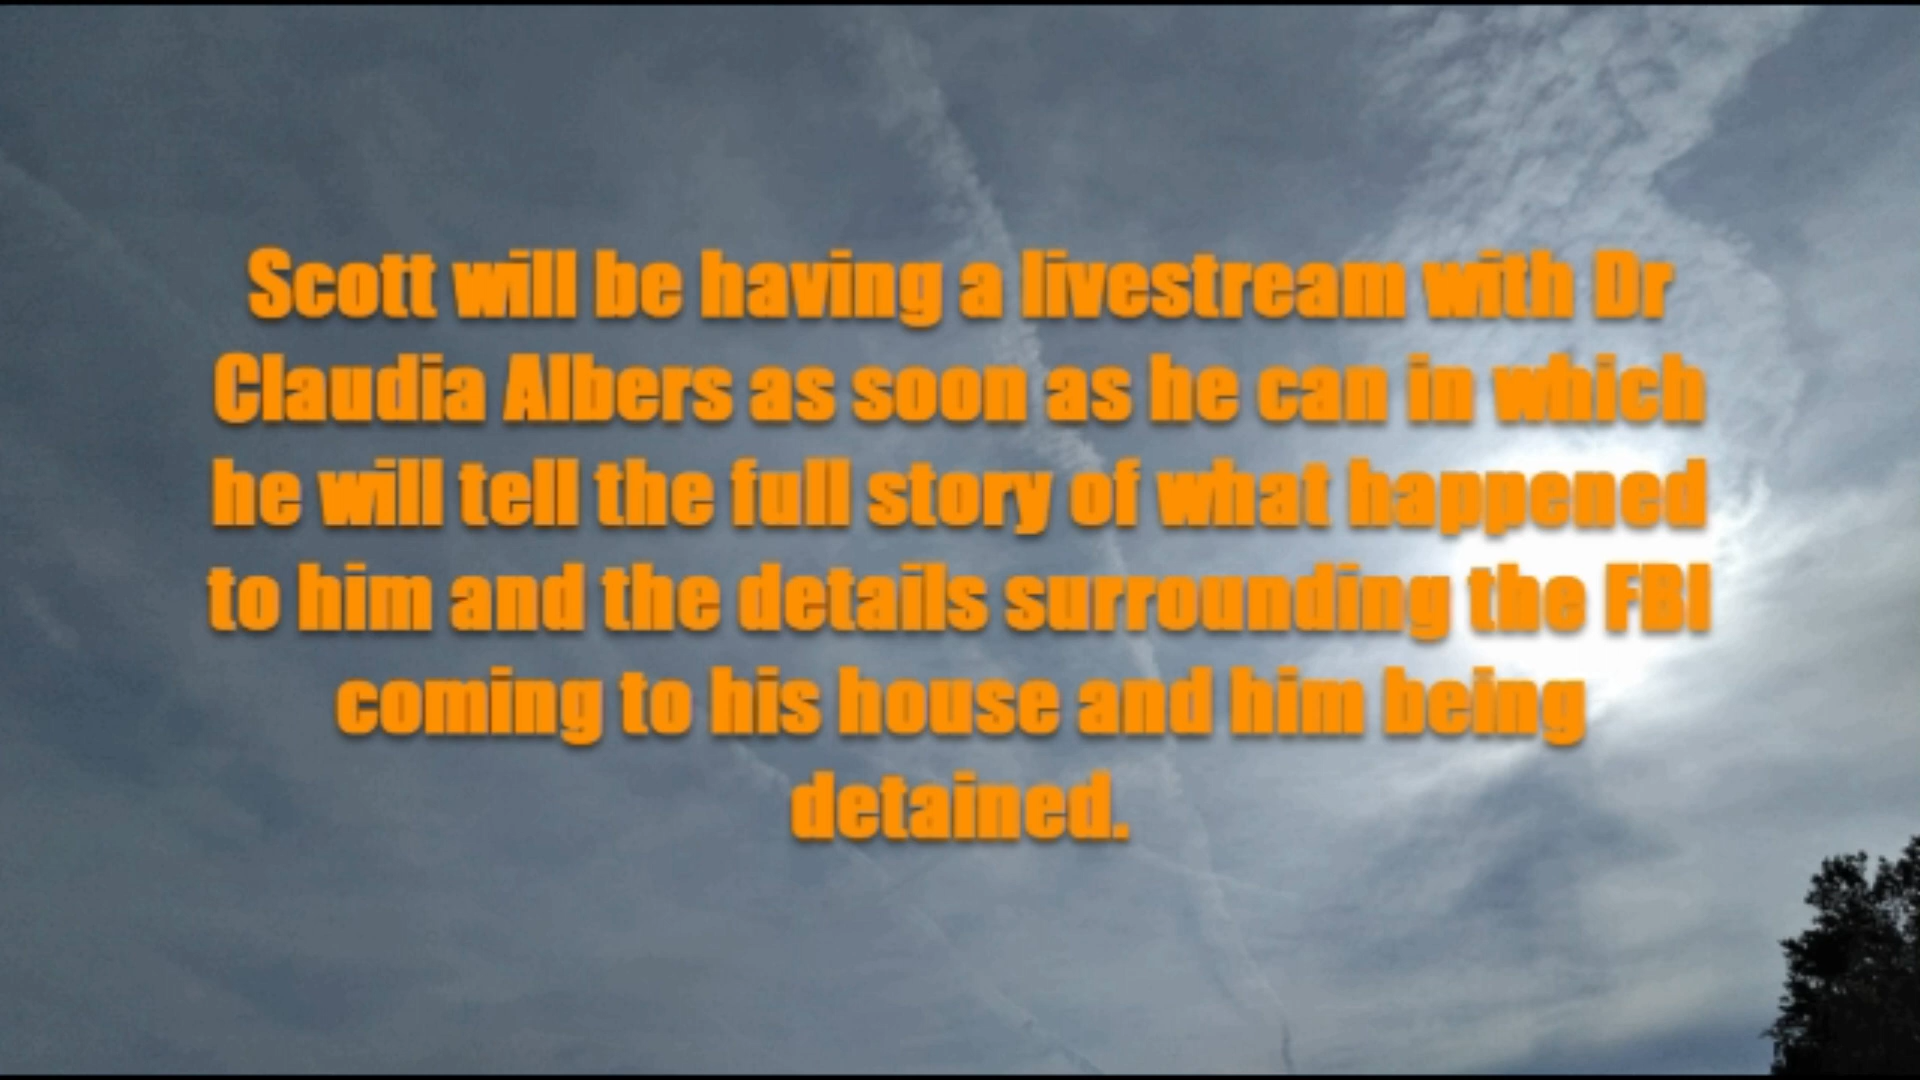 Scott will be having a livestream with Dr
Claudia Albers as soon as he can in which
he will tell the full story of what happened
to him and the details surrounding the FBI
coming to his house and him being
detained.